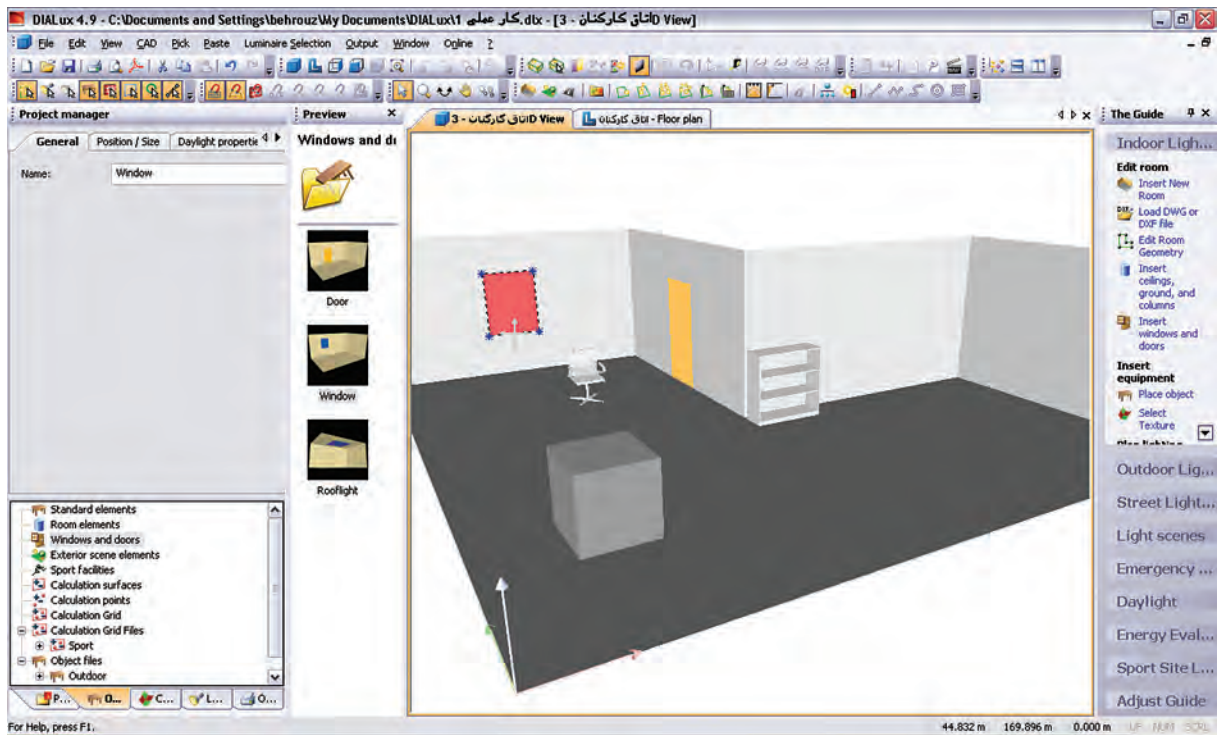 DIALux 4.9 - C:\Documents and Settings\behrouz\My Documents\DIALux\1 کار عملی.dlx - [اتاق کارکنان - 3D View]
File Edit View CAD Pick Paste Luminaire Selection Output Window Online ?
Project manager
General Position / Size Daylight propertie
Name: Window
Standard elements
Room elements
Windows and doors
Exterior scene elements
Sport facilities
Calculation surfaces
Calculation points
Calculation Grid
Calculation Grid Files
Sport
Object files
Outdoor
P... O... C... L... O...
Preview
Windows and d
Door
Window
Rooflight
اتاق کارکنان - 3D View
اتاق کارکنان - Floor plan
The Guide
Indoor Ligh...
Edit room
Insert New
Room
Load DWG or
DXF file
Edit Room
Geometry
Insert
ceilings,
ground, and
columns
Insert
windows and
doors
Insert
equipment
Place object
Select
Texture
Outdoor Lig...
Street Light...
Light scenes
Emergency ...
Daylight
Energy Eval...
Sport Site L...
Adjust Guide
For Help, press F1.
44.832 m 169.896 m 0.000 m